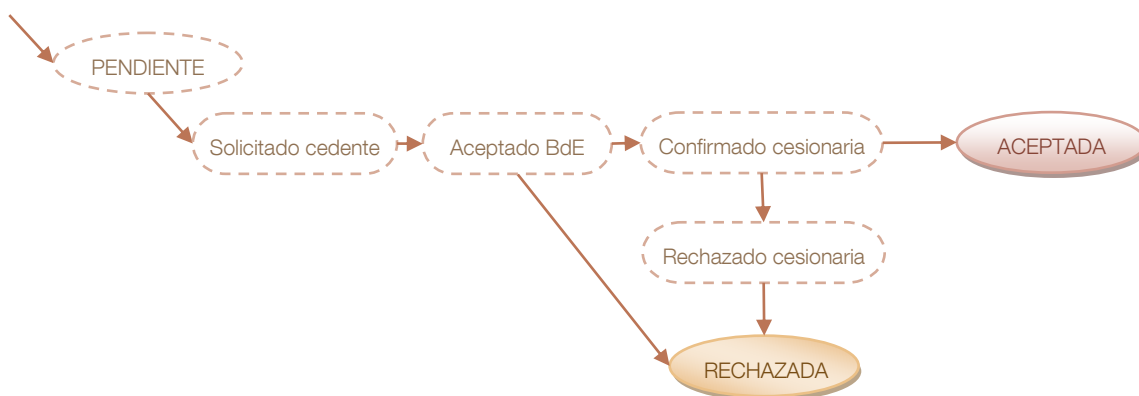 PENDIENTE
Solicitado cedente
Aceptado BdE
Confirmado cesionaria
ACEPTADA
Rechazado cesionaria
RECHAZADA